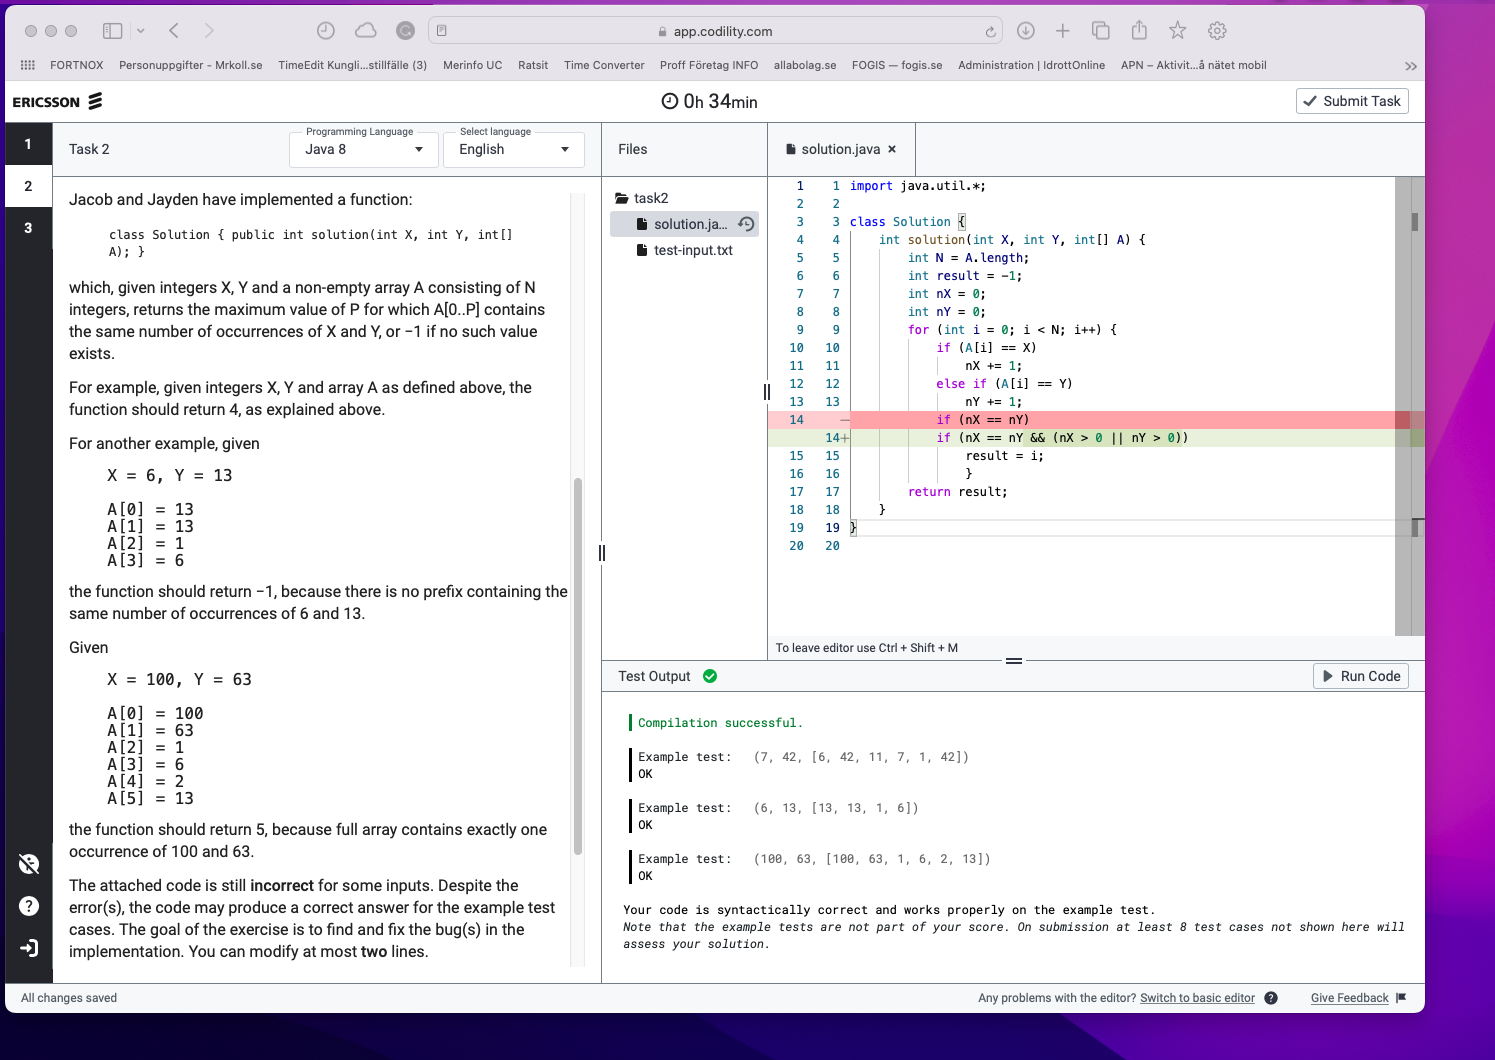 app.codility.com
FORTNOX Personuppgifter - Mrkoll.se TimeEdit Kungli...stillfälle (3) Merinfo UC Ratsit Time Converter Proff Företag INFO allabolag.se FOGIS — fogis.se Administration | IdrottOnline APN – Aktivit...å nätet mobil
ERICSSON
0h 34min
Submit Task
1
2
3
Task 2
Programming Language
Java 8
Select language
English
Jacob and Jayden have implemented a function:
class Solution { public int solution(int X, int Y, int[]
A); }
which, given integers X, Y and a non-empty array A consisting of N
integers, returns the maximum value of P for which A[0..P] contains
the same number of occurrences of X and Y, or −1 if no such value
exists.
For example, given integers X, Y and array A as defined above, the
function should return 4, as explained above.
For another example, given
X = 6, Y = 13
A[0] = 13
A[1] = 13
A[2] = 1
A[3] = 6
the function should return −1, because there is no prefix containing the
same number of occurrences of 6 and 13.
Given
X = 100, Y = 63
A[0] = 100
A[1] = 63
A[2] = 1
A[3] = 6
A[4] = 2
A[5] = 13
the function should return 5, because full array contains exactly one
occurrence of 100 and 63.
The attached code is still incorrect for some inputs. Despite the
error(s), the code may produce a correct answer for the example test
cases. The goal of the exercise is to find and fix the bug(s) in the
implementation. You can modify at most two lines.
Files
task2
solution.ja...
test-input.txt
solution.java ×
1 1 import java.util.*;
2 2
3 3 class Solution {
4 4 int solution(int X, int Y, int[] A) {
5 5 int N = A.length;
6 6 int result = -1;
7 7 int nX = 0;
8 8 int nY = 0;
9 9 for (int i = 0; i < N; i++) {
10 10 if (A[i] == X)
11 11 nX += 1;
12 12 else if (A[i] == Y)
13 13 nY += 1;
14 — if (nX == nY)
14+ if (nX == nY && (nX > 0 || nY > 0))
15 15 result = i;
16 16 }
17 17 return result;
18 18 }
19 19 }
20 20
To leave editor use Ctrl + Shift + M
Test Output
Run Code
Compilation successful.
Example test: (7, 42, [6, 42, 11, 7, 1, 42])
OK
Example test: (6, 13, [13, 13, 1, 6])
OK
Example test: (100, 63, [100, 63, 1, 6, 2, 13])
OK
Your code is syntactically correct and works properly on the example test.
Note that the example tests are not part of your score. On submission at least 8 test cases not shown here will
assess your solution.
All changes saved
Any problems with the editor? Switch to basic editor ?
Give Feedback